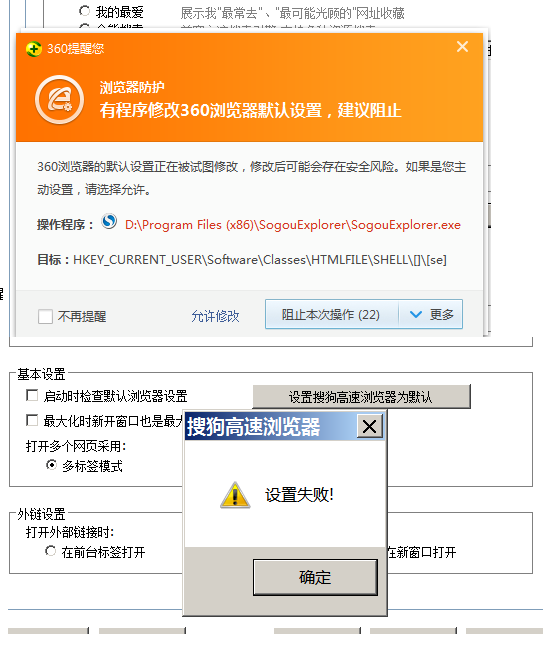 我的最爱 展示我"最常去"、"最可能光顾的"网址收藏
360提醒您
浏览器防护
有程序修改360浏览器默认设置，建议阻止
360浏览器的默认设置正在被试图修改，修改后可能会存在安全风险。如果是您主
动设置，请选择允许。
操作程序： D:\Program Files (x86)\SogouExplorer\SogouExplorer.exe
目标：HKEY_CURRENT_USER\Software\Classes\HTMLFILE\SHELL\[]\[se]
不再提醒 允许修改 阻止本次操作 (22) 更多
基本设置
启动时检查默认浏览器设置 设置搜狗高速浏览器为默认
最大化时新开窗口也是最大
搜狗高速浏览器
打开多个网页采用:
多标签模式
设置失败!
外链设置
打开外部链接时:
在前台标签打开 在新窗口打开
确定